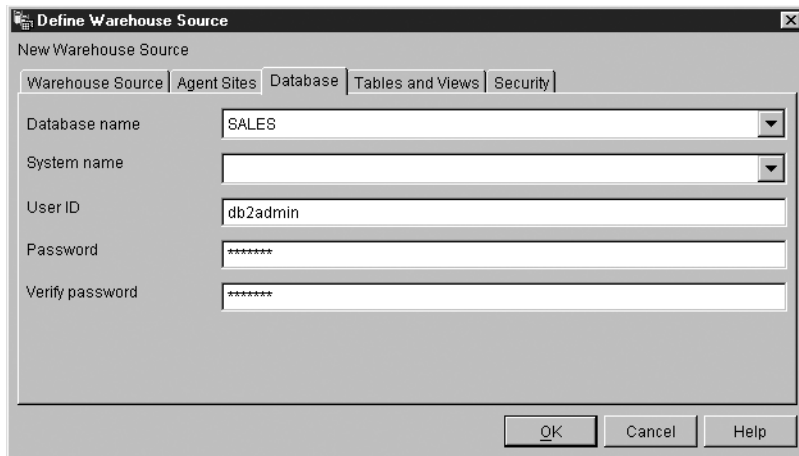 Define Warehouse Source
New Warehouse Source
Warehouse Source Agent Sites Database Tables and Views Security
Database name SALES
System name
User ID db2admin
Password *******
Verify password *******
OK Cancel Help